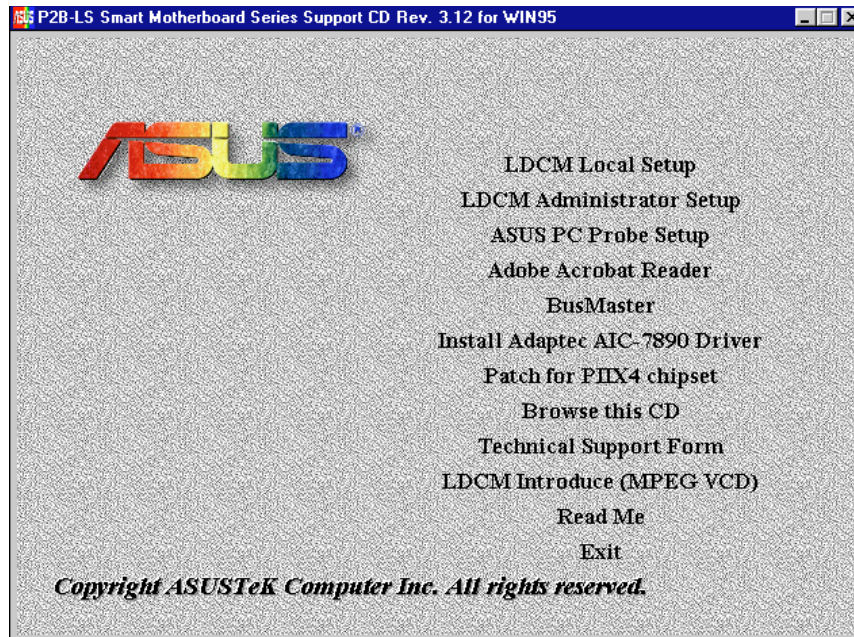 P2B-LS Smart Motherboard Series Support CD Rev. 3.12 for WIN95
ASUS®
LDCM Local Setup
LDCM Administrator Setup
ASUS PC Probe Setup
Adobe Acrobat Reader
BusMaster
Install Adaptec AIC-7890 Driver
Patch for PIIX4 chipset
Browse this CD
Technical Support Form
LDCM Introduce (MPEG VCD)
Read Me
Exit
Copyright ASUSTeK Computer Inc. All rights reserved.